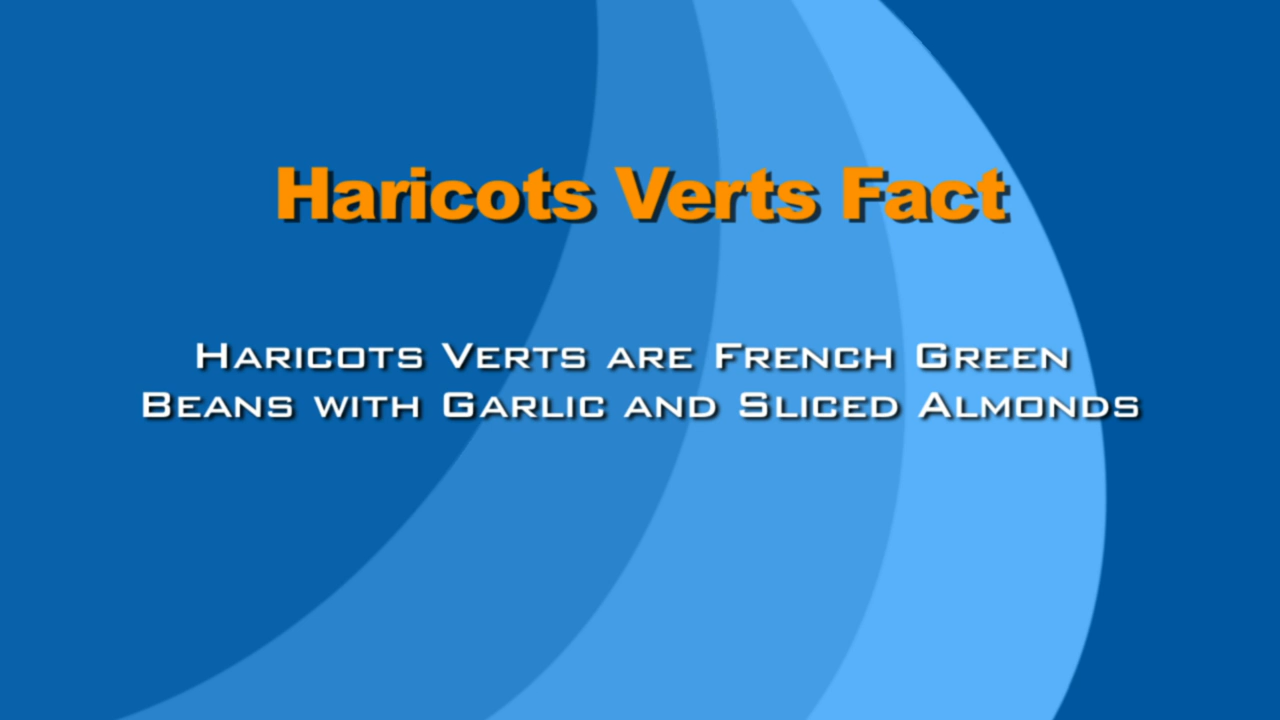 Haricots Verts Fact
Haricots Verts are French Green
Beans with Garlic and Sliced Almonds